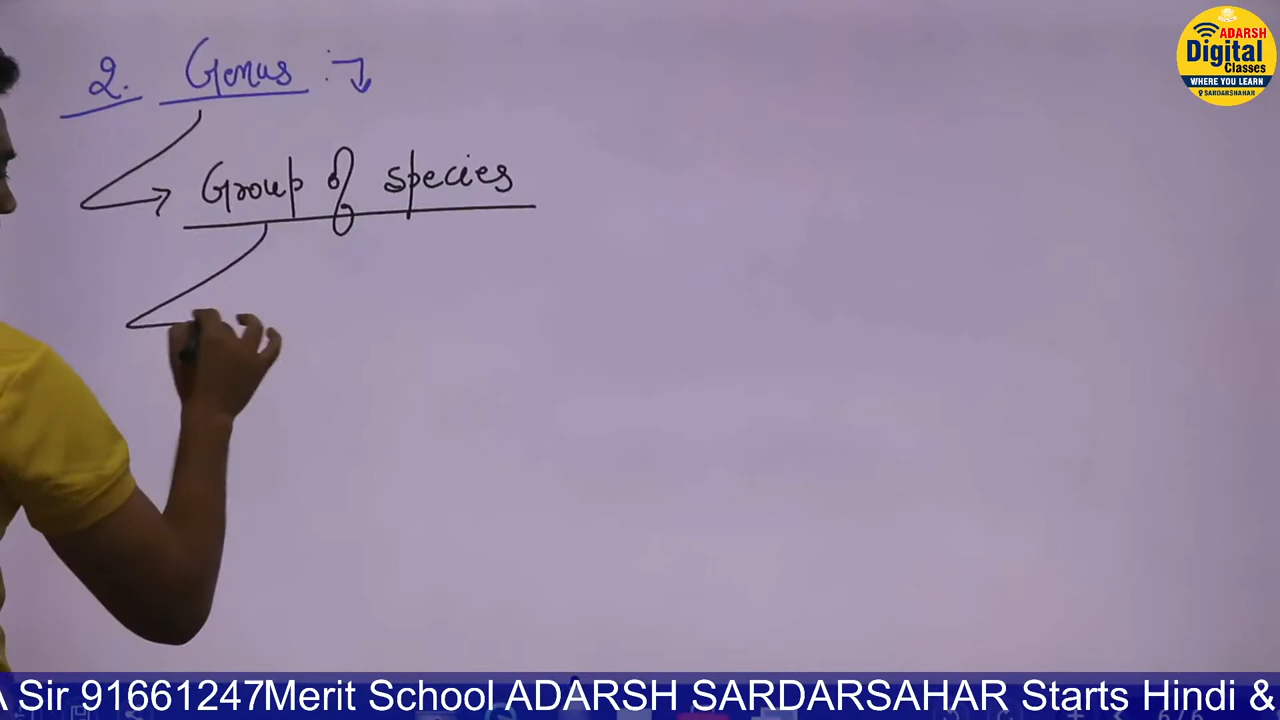 2. Genus :
Group of species
ADARSH
Digital
Classes
WHERE YOU LEARN
SARDARSHAHAR
A Sir 91661247Merit School ADARSH SARDARSAHAR Starts Hindi &